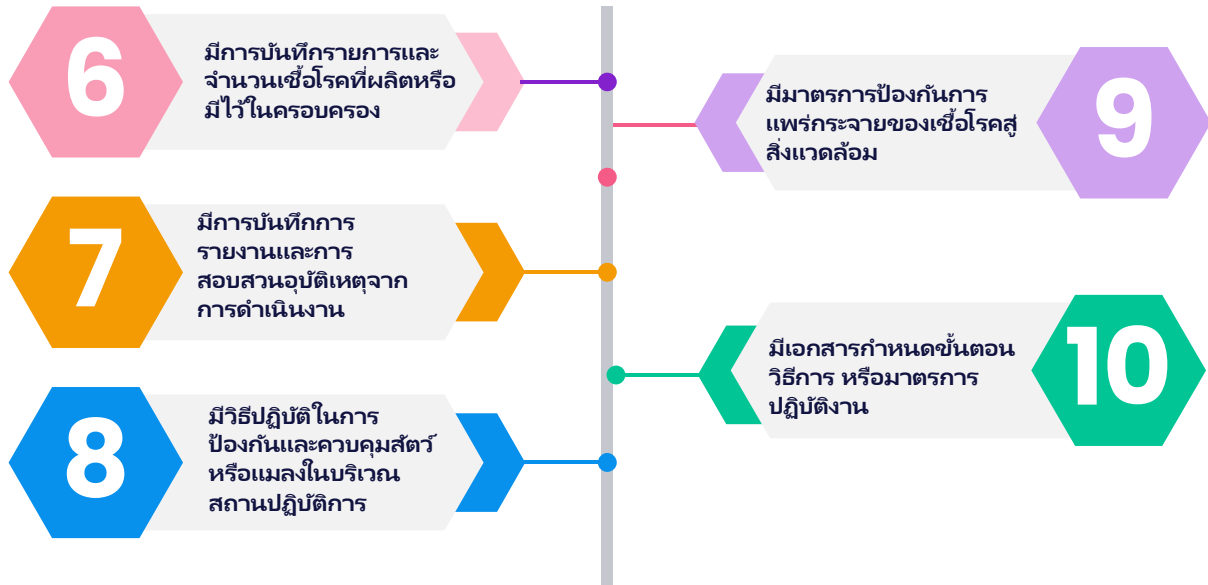 6
มีการบันทึกรายการและ
จำนวนเชื้อโรคที่ผลิตหรือ
มีไว้ในครอบครอง
7
มีการบันทึกการ
รายงานและการ
สอบสวนอุบัติเหตุจาก
การดำเนินงาน
8
มีวิธีปฏิบัติในการ
ป้องกันและควบคุมสัตว์
หรือแมลงในบริเวณ
สถานปฏิบัติการ
9
มีมาตรการป้องกันการ
แพร่กระจายของเชื้อโรคสู่
สิ่งแวดล้อม
10
มีเอกสารกำหนดขั้นตอน
วิธีการ หรือมาตรการ
ปฏิบัติงาน